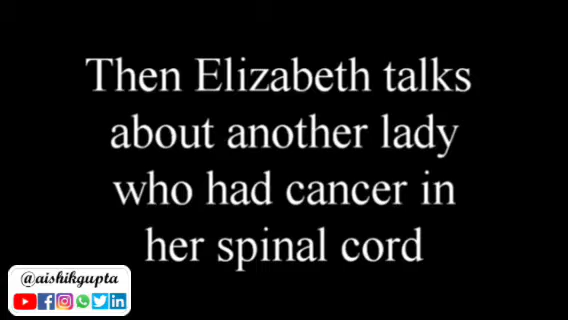 Then Elizabeth talks
about another lady
who had cancer in
her spinal cord
@aishikgupta